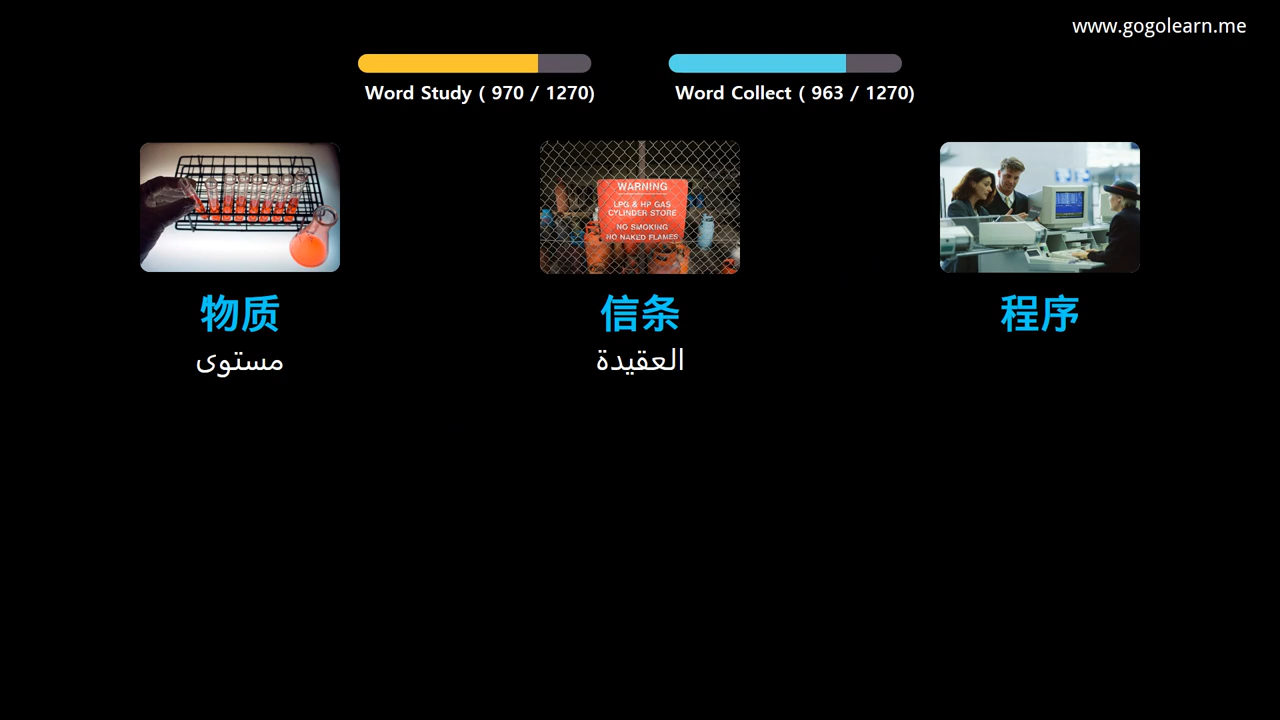 www.gogolearn.me
Word Study ( 970 / 1270)
Word Collect ( 963 / 1270)
WARNING
LPG & HP GAS
CYLINDER STORE
NO SMOKING
NO NAKED FLAMES
物质
信条
程序
مستوى
العقيدة